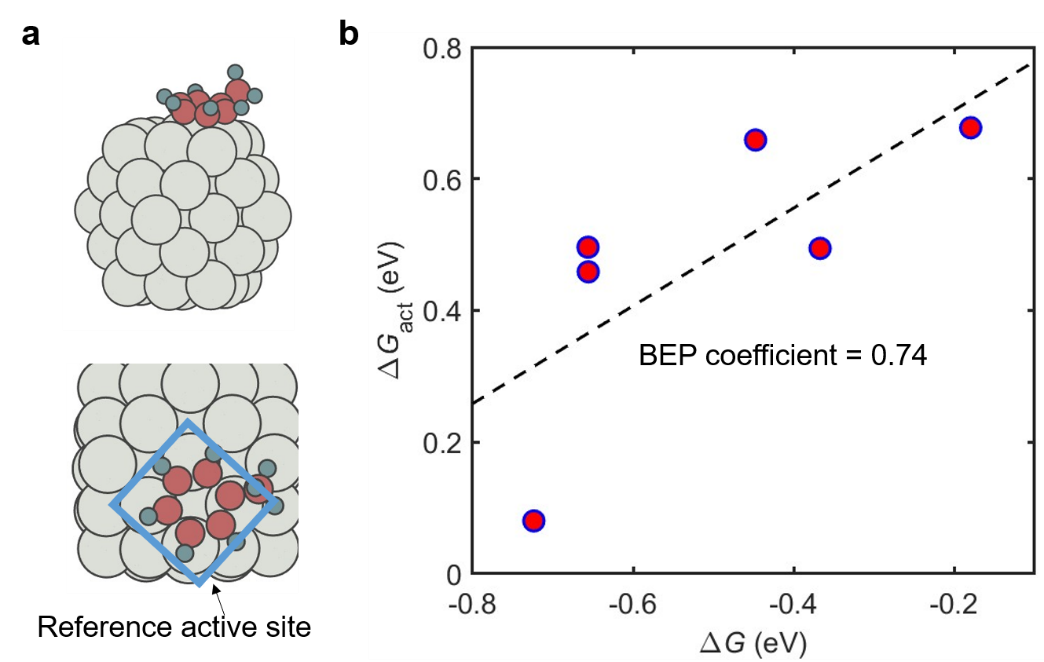 a
b
Reference active site
0.8
0.6
0.4
0.2
0
ΔG_act (eV)
BEP coefficient = 0.74
-0.8
-0.6
-0.4
-0.2
ΔG (eV)